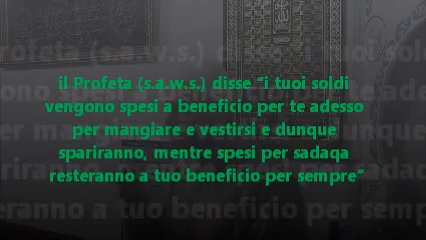 il Profeta (s.a.w.s.) disse “i tuoi soldi
vengono spesi a beneficio per te adesso
per mangiare e vestirsi e dunque
spariranno, mentre spesi per sadaqa
resteranno a tuo beneficio per sempre”